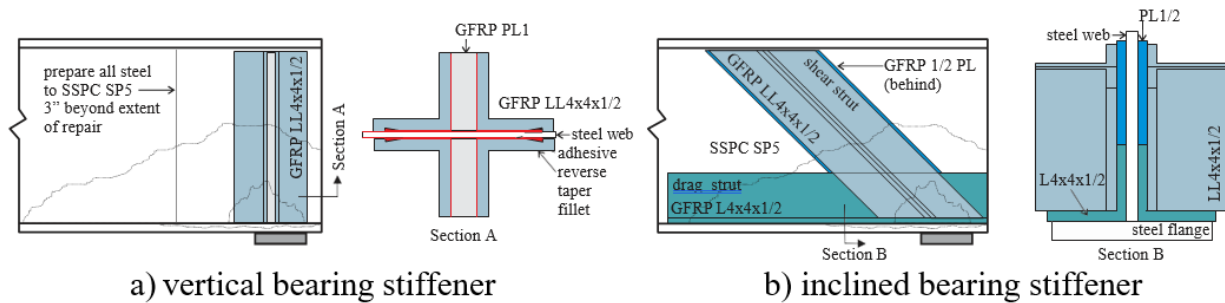 prepare all steel
to SSPC SP5
3” beyond extent
of repair
GFRP LL4x4x1/2
Section A
GFRP PL1
GFRP LL4x4x1/2
steel web
adhesive
reverse
taper
fillet
Section A
a) vertical bearing stiffener
shear strut
GFRP LL4x4x1/2
GFRP 1/2 PL
(behind)
SSPC SP5
drag strut
GFRP L4x4x1/2
Section B
PL1/2
steel web
L4x4x1/2
LL4x4x1/2
steel flange
Section B
b) inclined bearing stiffener